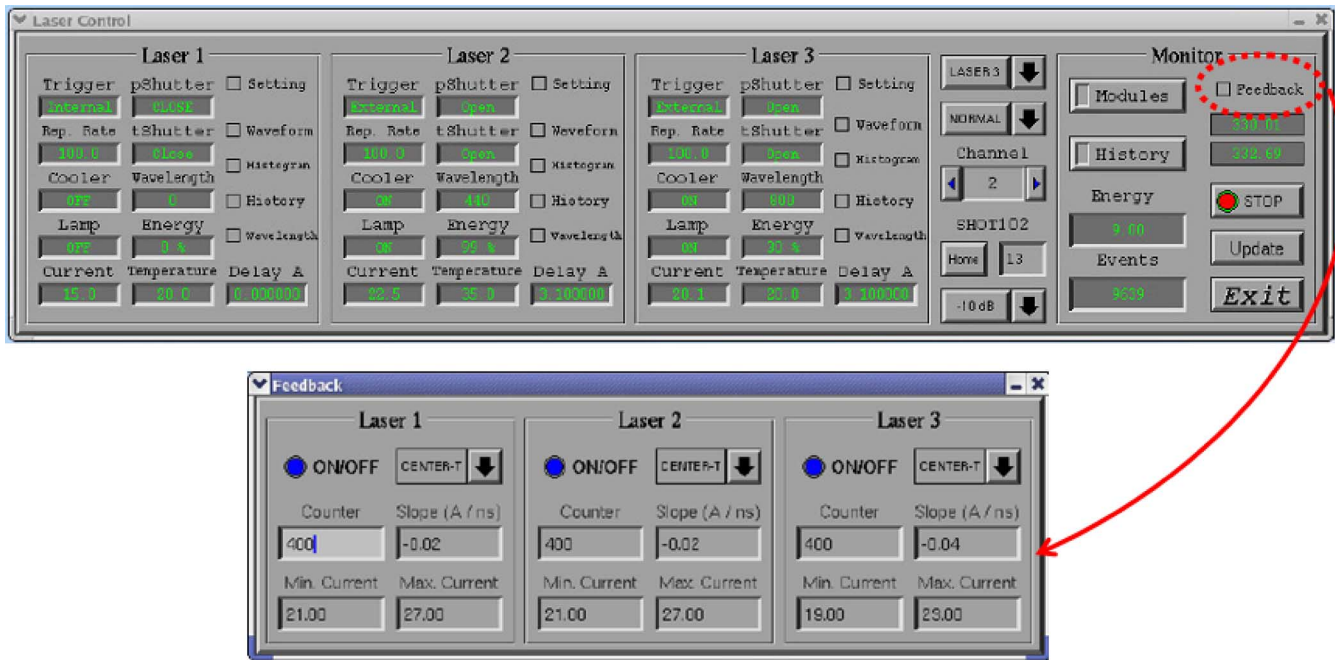 Laser Control
Laser 1
Trigger pShutter Setting
Internal CLOSE
Rep. Rate tShutter Waveform
100.0 Close
Cooler Wavelength Histogram
OFF 0 History
Lamp Energy Wavelength
OFF 0 %
Current Temperature Delay A
15.0 20.0 0.000000
Laser 2
Trigger pShutter Setting
External Open
Rep. Rate tShutter Waveform
100.0 Open
Cooler Wavelength Histogram
ON 440 History
Lamp Energy Wavelength
ON 99 %
Current Temperature Delay A
22.5 35.0 3.100000
Laser 3
Trigger pShutter Setting
External Open
Rep. Rate tShutter Waveform
100.0 Open
Cooler Wavelength Histogram
ON 800 History
Lamp Energy Wavelength
ON 30 %
Current Temperature Delay A
20.1 3.100000
LASER 3
NORMAL
Channel
2
SHOT102
Home 13
-10 dB
Monitor
Modules Feedback
330.01
History 332.69
Energy STOP
9.00
Events Update
9639 Exit
Feedback
Laser 1
ON/OFF CENTER-T
Counter Slope (A / ns)
400 -0.02
Min. Current Max. Current
21.00 27.00
Laser 2
ON/OFF CENTER-T
Counter Slope (A / ns)
400 -0.02
Min. Current Max. Current
21.00 27.00
Laser 3
ON/OFF CENTER-T
Counter Slope (A / ns)
400 -0.04
Min. Current Max. Current
19.00 23.00